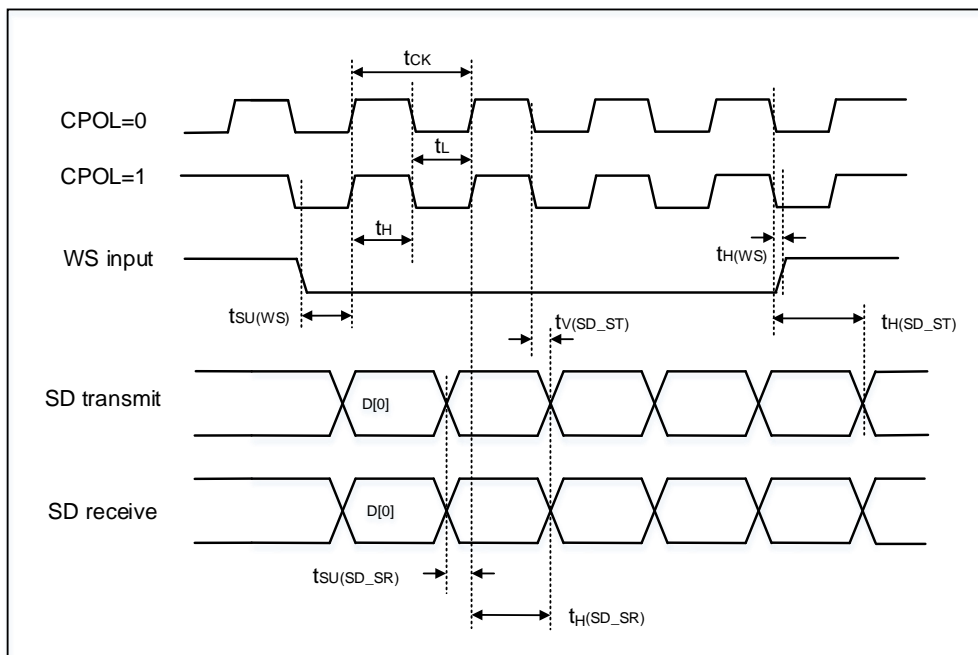 tCK
CPOL=0
tL
CPOL=1
tH
tH(WS)
WS input
tSU(WS)
tV(SD_ST)
tH(SD_ST)
SD transmit
D[0]
SD receive
D[0]
tSU(SD_SR)
tH(SD_SR)